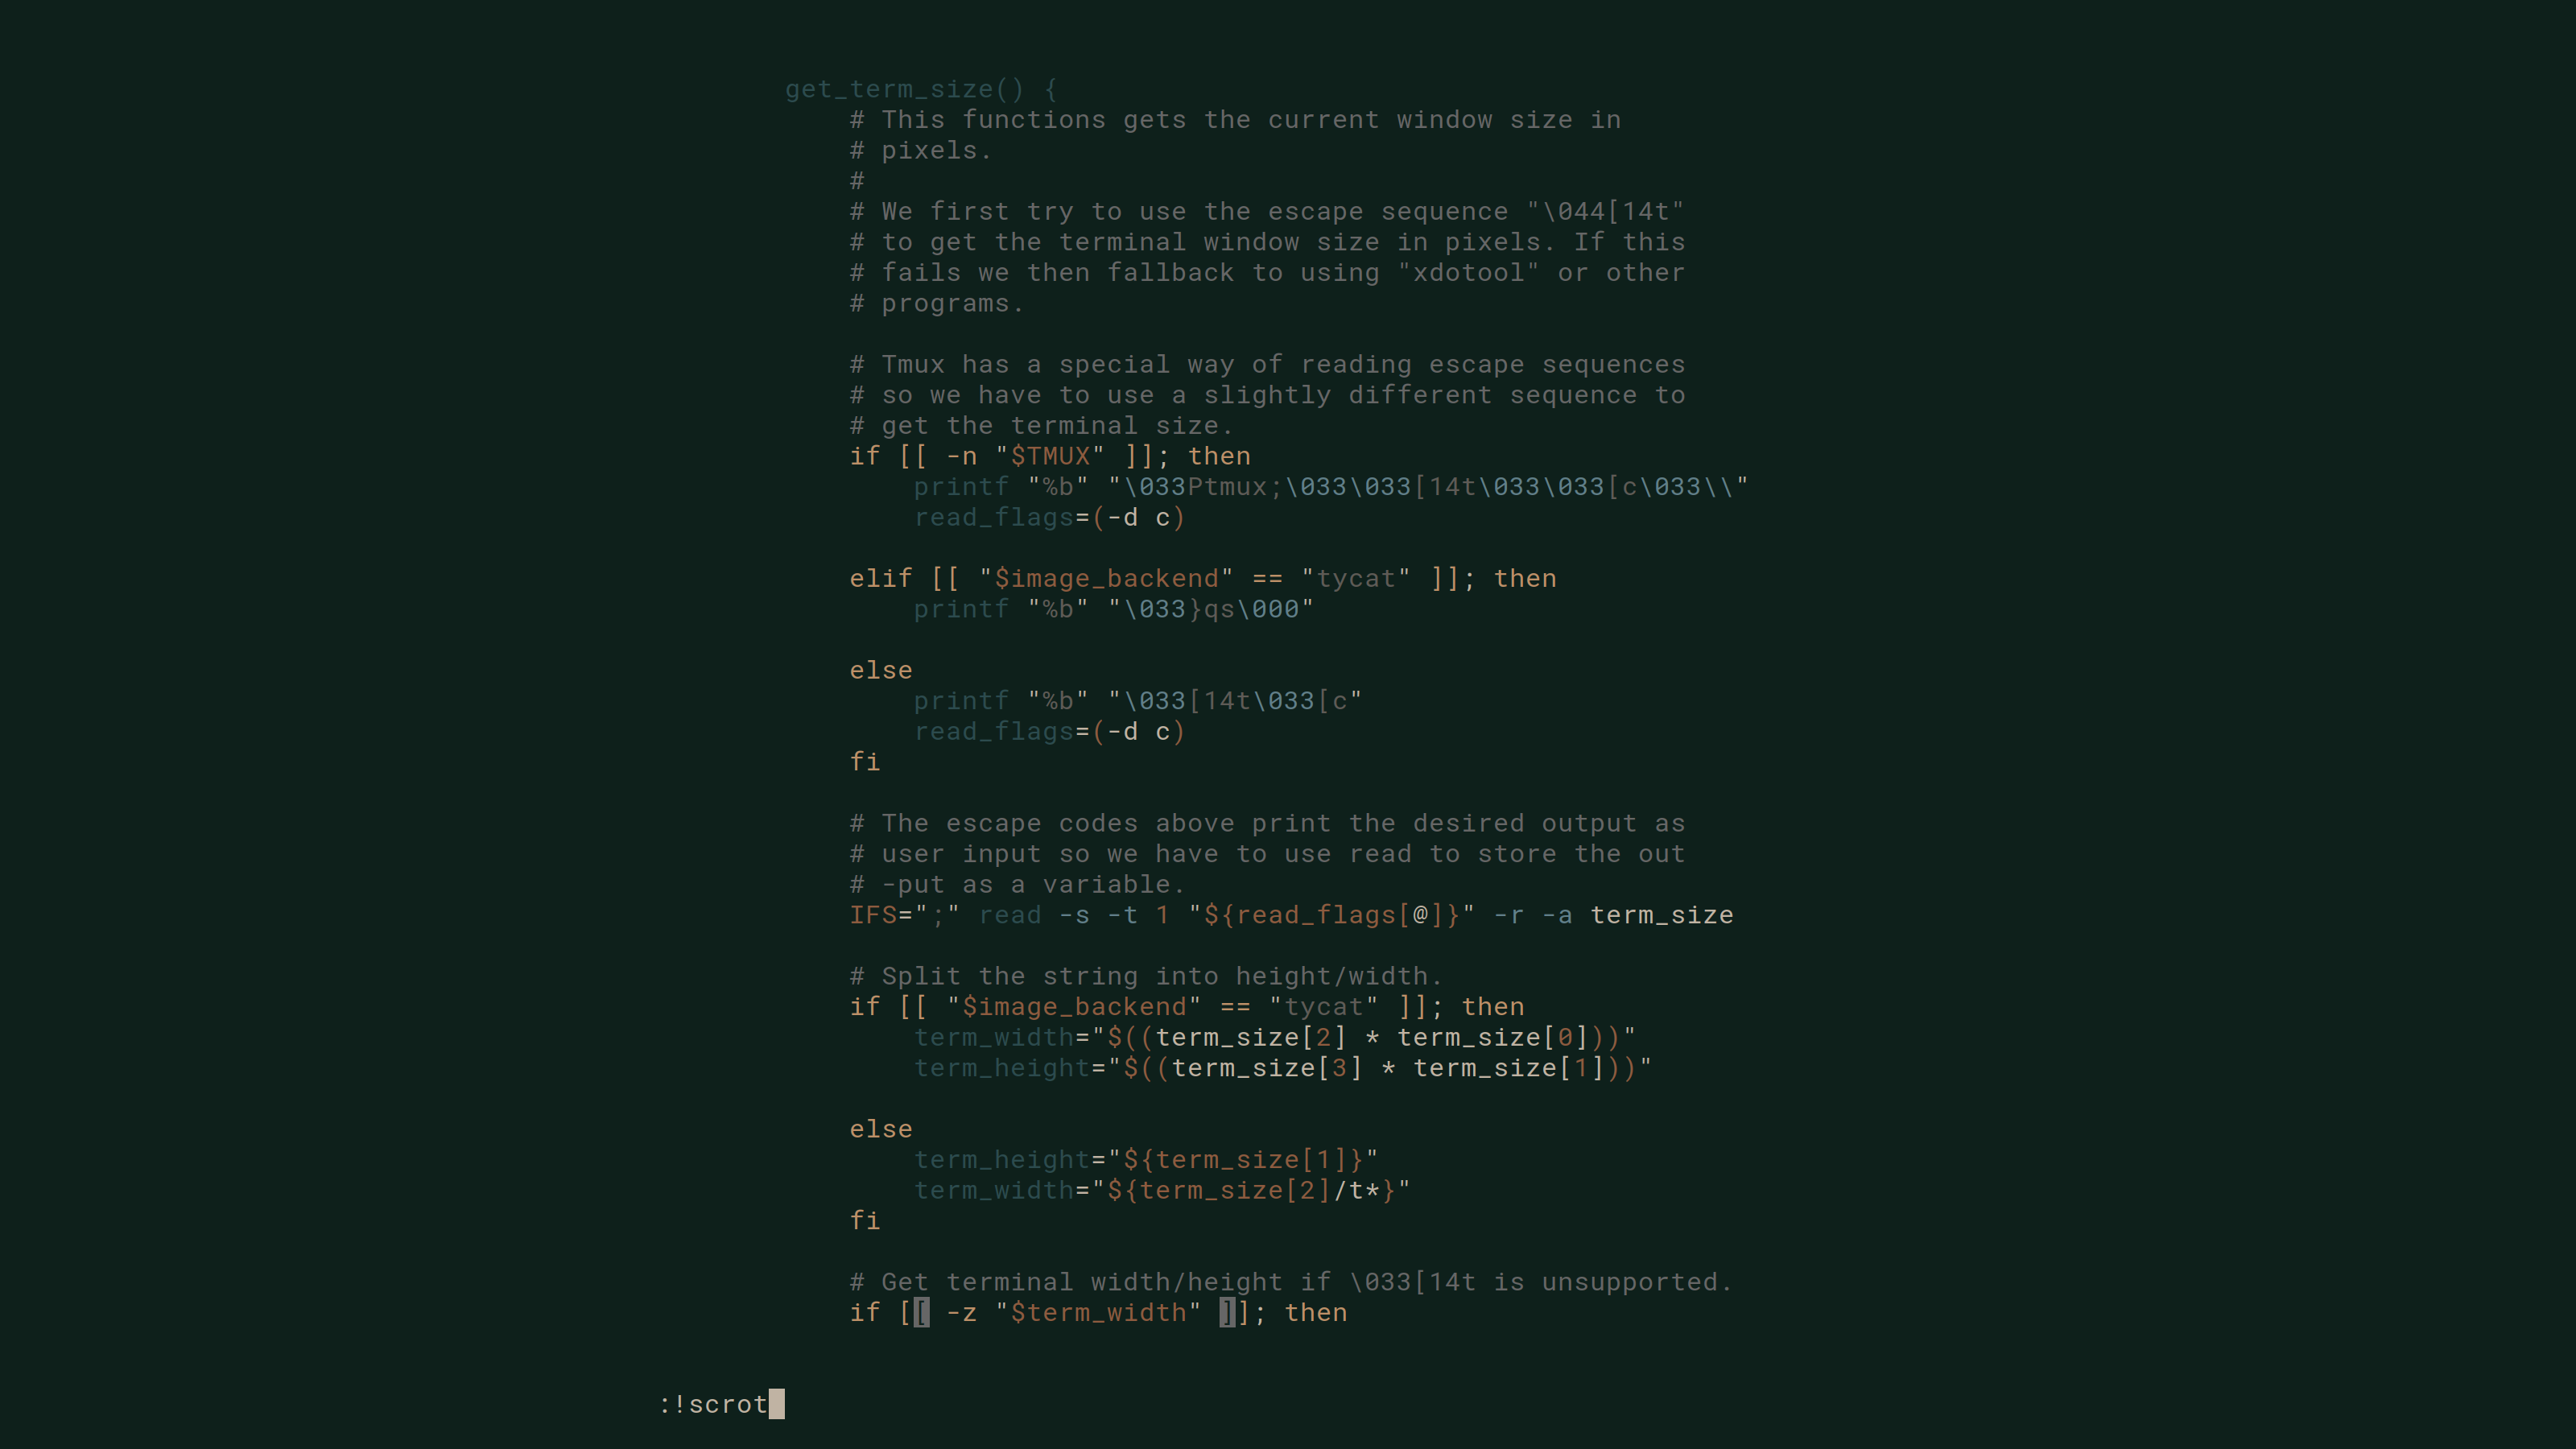 get_term_size() {
    # This functions gets the current window size in
    # pixels.
    #
    # We first try to use the escape sequence "\044[14t"
    # to get the terminal window size in pixels. If this
    # fails we then fallback to using "xdotool" or other
    # programs.

    # Tmux has a special way of reading escape sequences
    # so we have to use a slightly different sequence to
    # get the terminal size.
    if [[ -n "$TMUX" ]]; then
        printf "%b" "\033Ptmux;\033\033[14t\033\033[c\033\\"
        read_flags=(-d c)

    elif [[ "$image_backend" == "tycat" ]]; then
        printf "%b" "\033}qs\000"

    else
        printf "%b" "\033[14t\033[c"
        read_flags=(-d c)
    fi

    # The escape codes above print the desired output as
    # user input so we have to use read to store the out
    # -put as a variable.
    IFS=";" read -s -t 1 "${read_flags[@]}" -r -a term_size

    # Split the string into height/width.
    if [[ "$image_backend" == "tycat" ]]; then
        term_width="$((term_size[2] * term_size[0]))"
        term_height="$((term_size[3] * term_size[1]))"

    else
        term_height="${term_size[1]}"
        term_width="${term_size[2]/t*}"
    fi

    # Get terminal width/height if \033[14t is unsupported.
    if [[ -z "$term_width" ]]; then
:!scrot